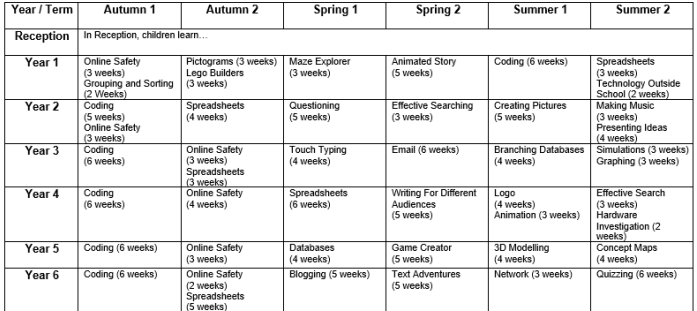 Year / Term Autumn 1 Autumn 2 Spring 1 Spring 2 Summer 1 Summer 2
Reception In Reception, children learn…
Year 1 Online Safety Pictograms (3 weeks) Maze Explorer Animated Story Coding (6 weeks) Spreadsheets
(3 weeks) Lego Builders (3 weeks) (5 weeks) (3 weeks)
Grouping and Sorting (3 weeks) Technology Outside
(2 Weeks) School (2 weeks)
Year 2 Coding Spreadsheets Questioning Effective Searching Creating Pictures Making Music
(5 weeks) (4 weeks) (5 weeks) (3 weeks) (5 weeks) (3 weeks)
Online Safety Presenting Ideas
(3 weeks) (4 weeks)
Year 3 Coding Online Safety Touch Typing Email (6 weeks) Branching Databases Simulations (3 weeks)
(6 weeks) (3 weeks) (4 weeks) (4 weeks) Graphing (3 weeks)
Spreadsheets
(3 weeks)
Year 4 Coding Online Safety Spreadsheets Writing For Different Logo Effective Search
(6 weeks) (4 weeks) (6 weeks) Audiences (4 weeks) (3 weeks)
(5 weeks) Animation (3 weeks) Hardware
Investigation (2
weeks)
Year 5 Coding (6 weeks) Online Safety Databases Game Creator 3D Modelling Concept Maps
(3 weeks) (4 weeks) (5 weeks) (4 weeks) (4 weeks)
Year 6 Coding (6 weeks) Online Safety Blogging (5 weeks) Text Adventures Network (3 weeks) Quizzing (6 weeks)
(2 weeks) (5 weeks)
Spreadsheets
(5 weeks)